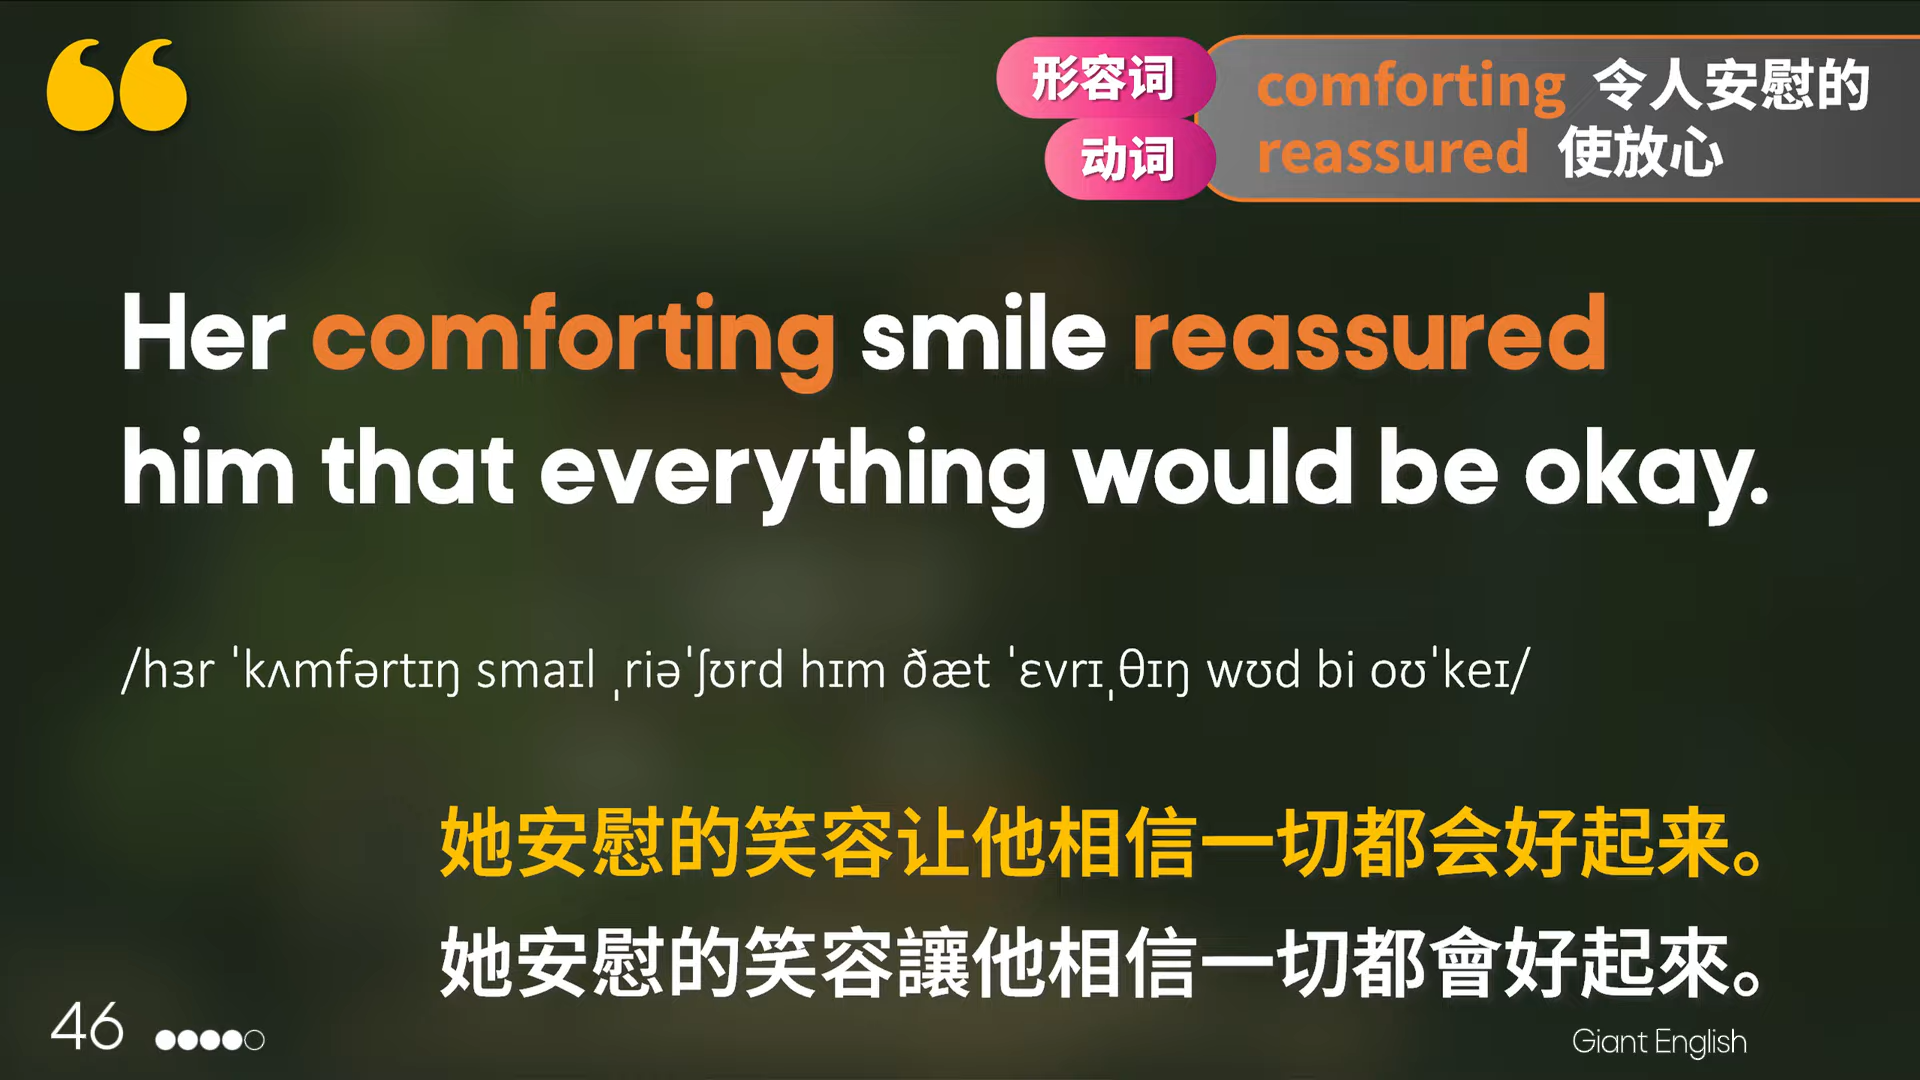 “
形容词 comforting 令人安慰的
动词 reassured 使放心
Her comforting smile reassured
him that everything would be okay.
/hɜr ˈkʌmfərtɪŋ smaɪl ˌriəˈʃʊrd hɪm ðæt ˈɛvrɪˌθɪŋ wʊd bi oʊˈkeɪ/
她安慰的笑容让他相信一切都会好起来。
她安慰的笑容讓他相信一切都會好起來。
46
Giant English